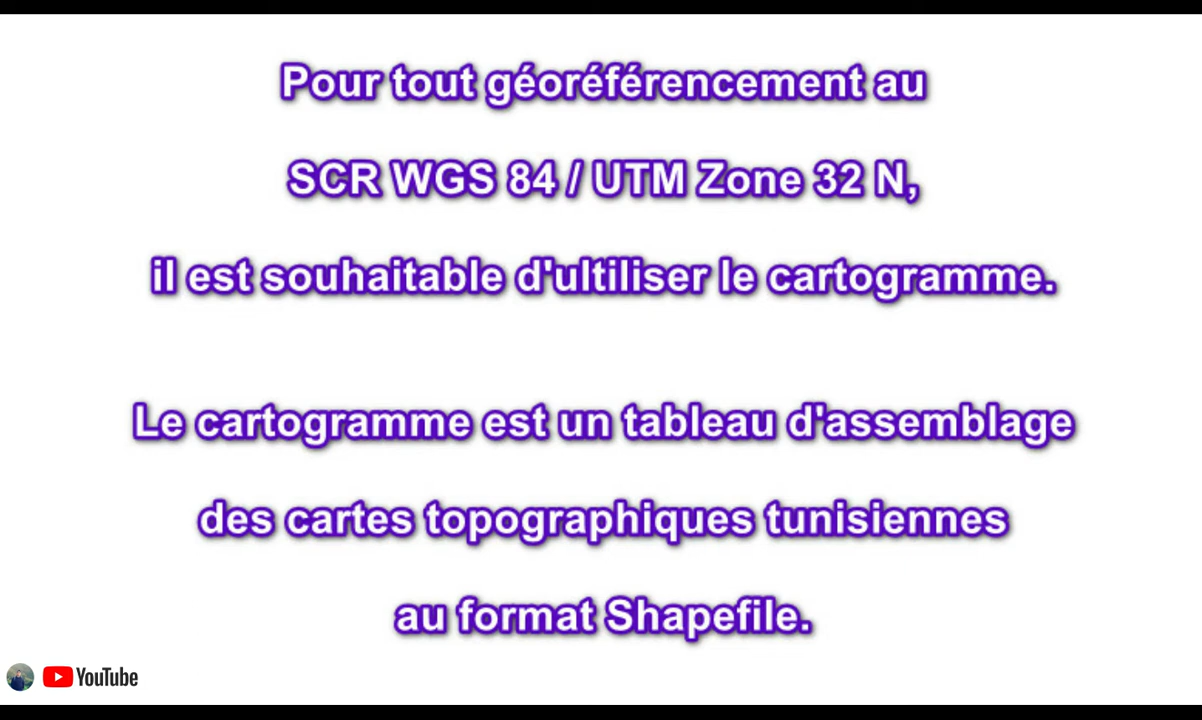 Pour tout géoréférencement au
SCR WGS 84 / UTM Zone 32 N,
il est souhaitable d'ultiliser le cartogramme.
Le cartogramme est un tableau d'assemblage
des cartes topographiques tunisiennes
au format Shapefile.
YouTube